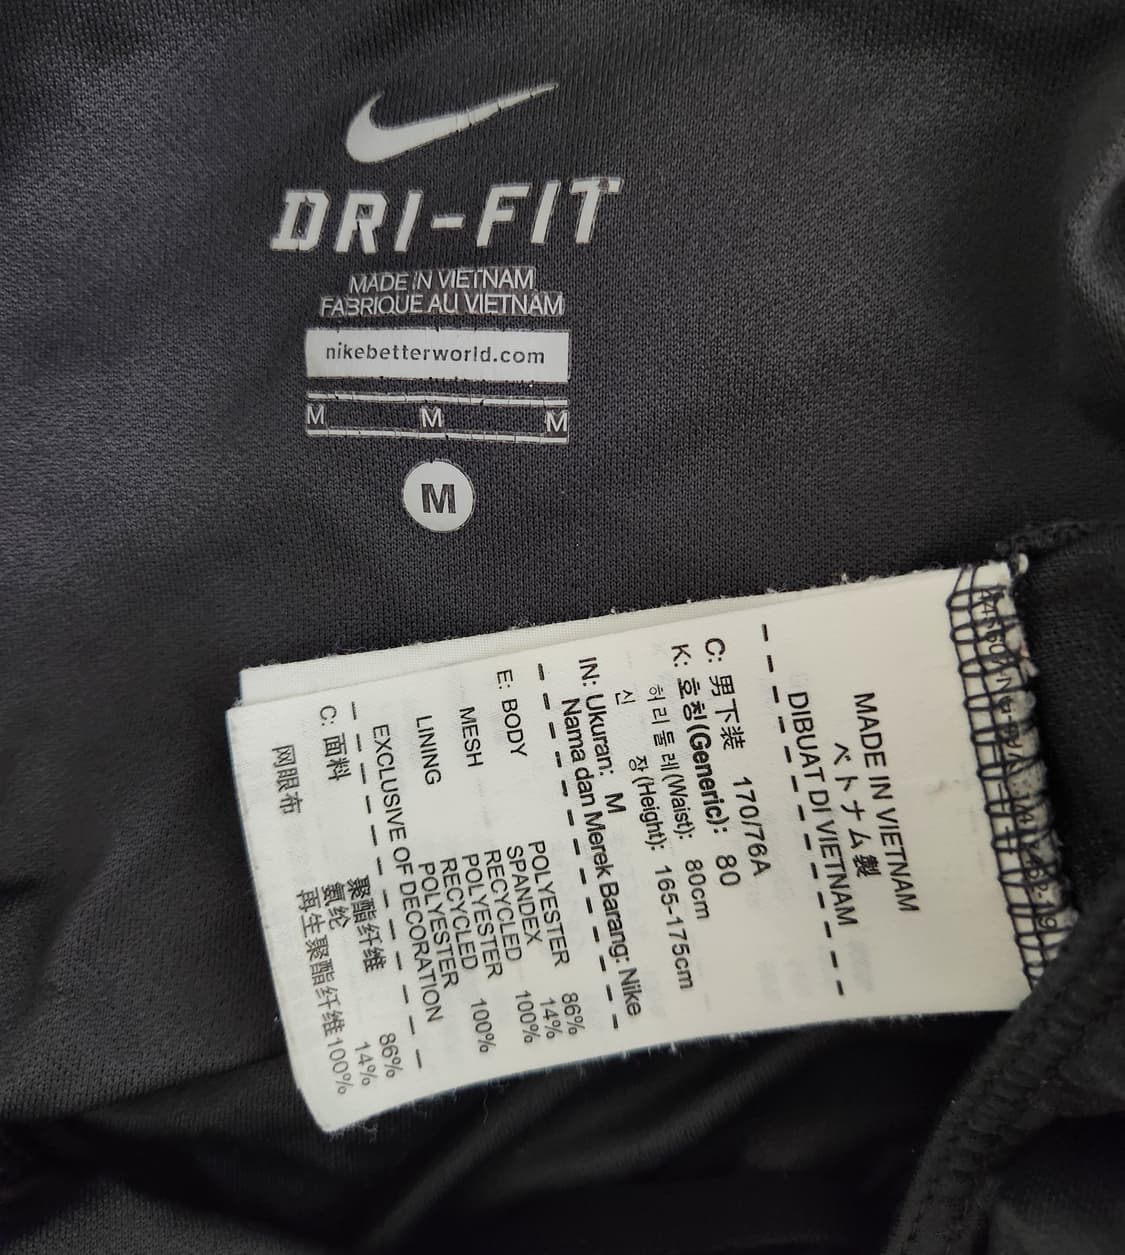 DRI-FIT
MADE IN VIETNAM
FABRIQUE AU VIETNAM
nikebetterworld.com
M M M
M
MADE IN VIETNAM
ベトナム製
DIBUAT DI VIETNAM
C: 男下装 170/76A
K: 호칭(Generic): 80
허리둘레(Waist): 80cm
신 장(Height): 165-175cm
IN: Ukuran: M
Nama dan Merek Barang: Nike
E: BODY POLYESTER 86%
SPANDEX 14%
MESH RECYCLED POLYESTER 100%
LINING RECYCLED POLYESTER 100%
EXCLUSIVE OF DECORATION
C: 面料 聚酯纤维 86%
氨纶 14%
网眼布 再生聚酯纤维100%